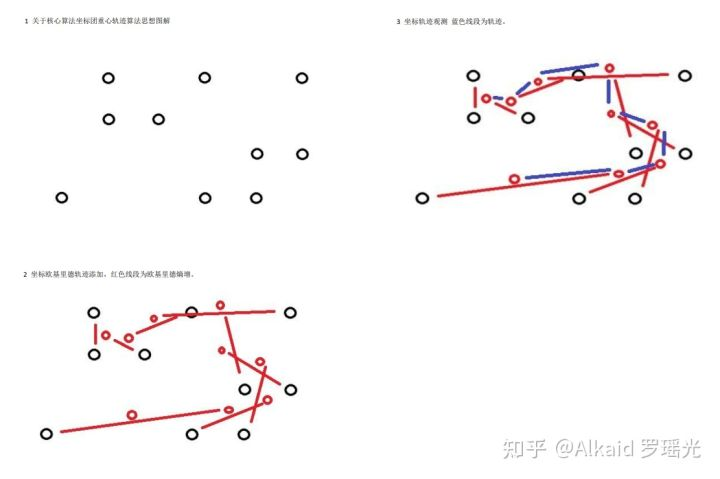 1 关于核心算法坐标团重心轨迹算法思想图解
3 坐标轨迹观测 蓝色线段为轨迹。
2 坐标欧基里德轨迹添加，红色线段为欧基里德熵增。
知乎 @Alkaid 罗瑶光